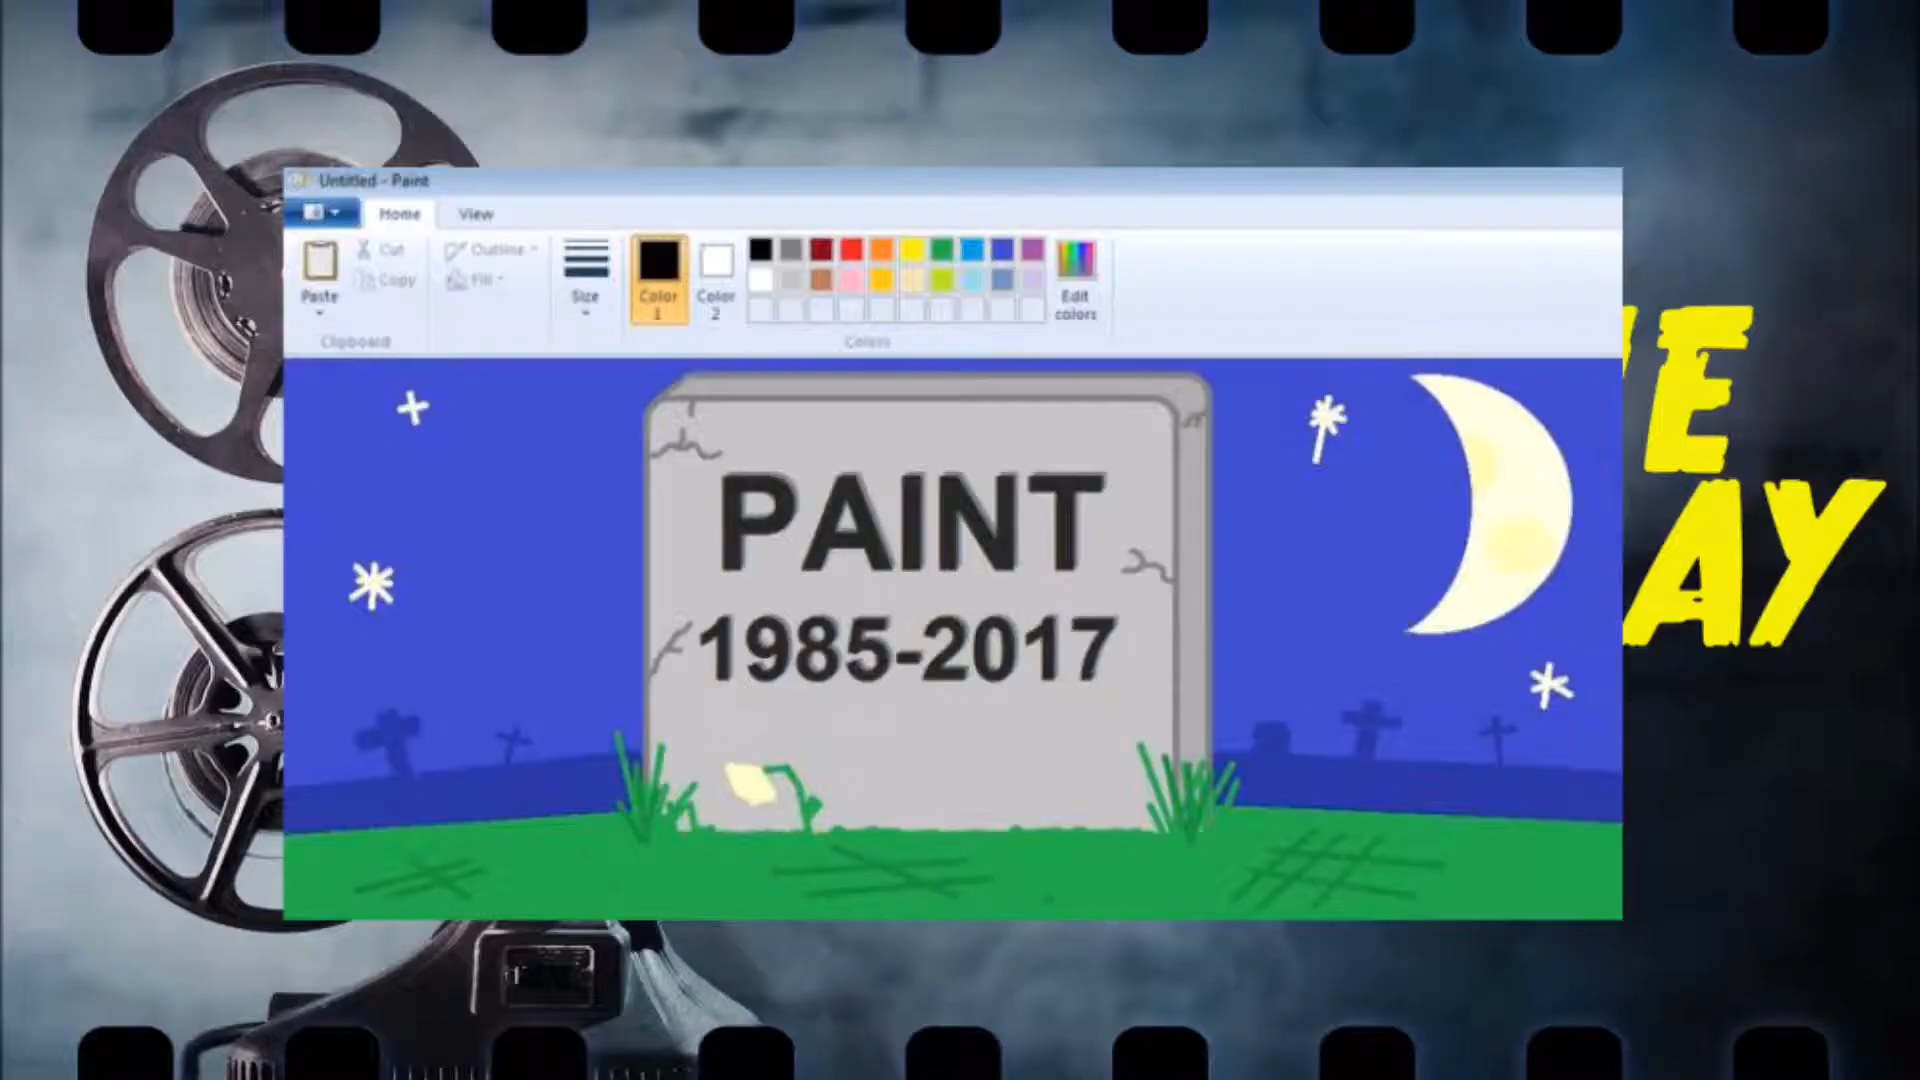 Untitled - Paint
Home View
Cut Outline
Copy Fill
Paste Size Color 1 Color 2 Edit colors
Clipboard Colors
PAINT
1985-2017
E
AY